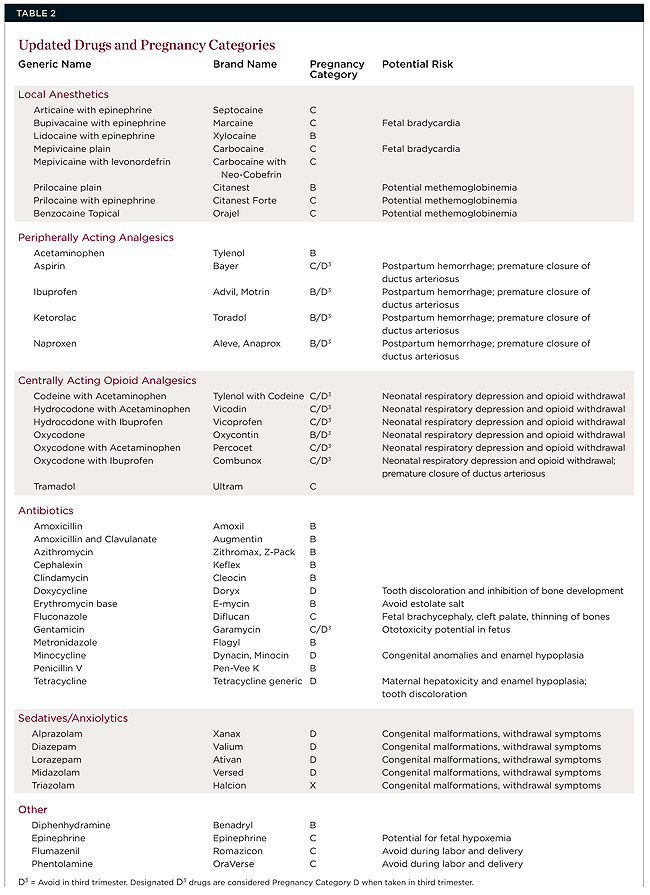 TABLE 2
Updated Drugs and Pregnancy Categories
Generic Name Brand Name Pregnancy Category Potential Risk
Local Anesthetics
Articaine with epinephrine Septocaine C
Bupivacaine with epinephrine Marcaine C Fetal bradycardia
Lidocaine with epinephrine Xylocaine B
Mepivicaine plain Carbocaine C Fetal bradycardia
Mepivicaine with levonordefrin Carbocaine with C
Neo-Cobefrin
Prilocaine plain Citanest B Potential methemoglobinemia
Prilocaine with epinephrine Citanest Forte C Potential methemoglobinemia
Benzocaine Topical Orajel C Potential methemoglobinemia
Peripherally Acting Analgesics
Acetaminophen Tylenol B
Aspirin Bayer C/D³ Postpartum hemorrhage; premature closure of
ductus arteriosus
Ibuprofen Advil, Motrin B/D³ Postpartum hemorrhage; premature closure of
ductus arteriosus
Ketorolac Toradol B/D³ Postpartum hemorrhage; premature closure of
ductus arteriosus
Naproxen Aleve, Anaprox B/D³ Postpartum hemorrhage; premature closure of
ductus arteriosus
Centrally Acting Opioid Analgesics
Codeine with Acetaminophen Tylenol with Codeine C/D³ Neonatal respiratory depression and opioid withdrawal
Hydrocodone with Acetaminophen Vicodin C/D³ Neonatal respiratory depression and opioid withdrawal
Hydrocodone with Ibuprofen Vicoprofen C/D³ Neonatal respiratory depression and opioid withdrawal
Oxycodone Oxycontin B/D³ Neonatal respiratory depression and opioid withdrawal
Oxycodone with Acetaminophen Percocet C/D³ Neonatal respiratory depression and opioid withdrawal
Oxycodone with Ibuprofen Combunox C/D³ Neonatal respiratory depression and opioid withdrawal;
premature closure of ductus arteriosus
Tramadol Ultram C
Antibiotics
Amoxicillin Amoxil B
Amoxicillin and Clavulanate Augmentin B
Azithromycin Zithromax, Z-Pack B
Cephalexin Keflex B
Clindamycin Cleocin B
Doxycycline Doryx D Tooth discoloration and inhibition of bone development
Erythromycin base E-mycin B Avoid estolate salt
Fluconazole Diflucan C Fetal brachycephaly, cleft palate, thinning of bones
Gentamicin Garamycin C/D³ Ototoxicity potential in fetus
Metronidazole Flagyl B
Minocycline Dynacin, Minocin D Congenital anomalies and enamel hypoplasia
Penicillin V Pen-Vee K B
Tetracycline Tetracycline generic D Maternal hepatoxicity and enamel hypoplasia;
tooth discoloration
Sedatives/Anxiolytics
Alprazolam Xanax D Congenital malformations, withdrawal symptoms
Diazepam Valium D Congenital malformations, withdrawal symptoms
Lorazepam Ativan D Congenital malformations, withdrawal symptoms
Midazolam Versed D Congenital malformations, withdrawal symptoms
Triazolam Halcion X Congenital malformations, withdrawal symptoms
Other
Diphenhydramine Benadryl B
Epinephrine Epinephrine C Potential for fetal hypoxemia
Flumazenil Romazicon C Avoid during labor and delivery
Phentolamine OraVerse C Avoid during labor and delivery
D³ = Avoid in third trimester. Designated D³ drugs are considered Pregnancy Category D when taken in third trimester.